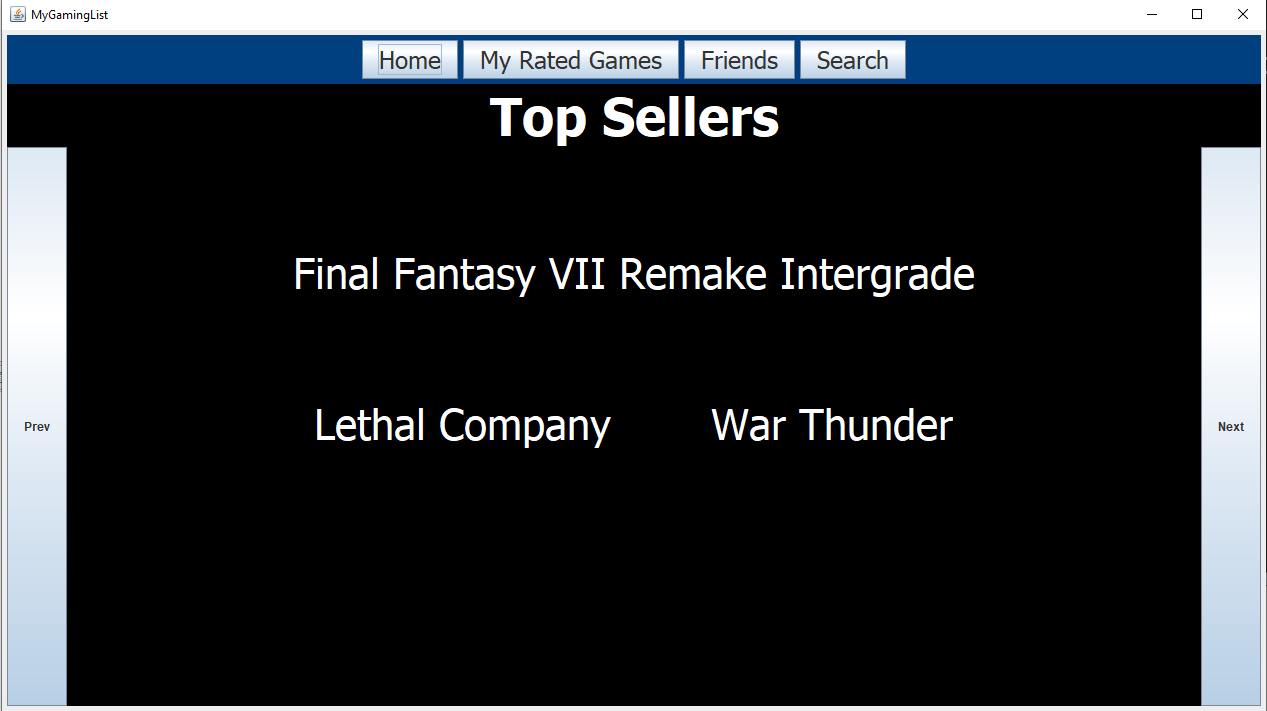 MyGamingList
Home My Rated Games Friends Search
Top Sellers
Final Fantasy VII Remake Intergrade
Lethal Company War Thunder
Prev Next